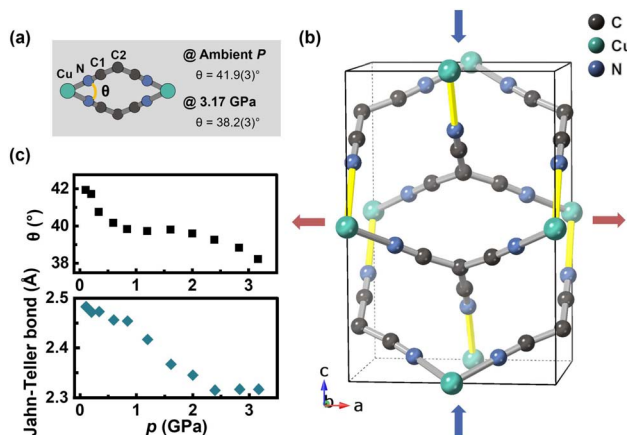 (a)
Cu
N
C1
C2
θ
@ Ambient P
θ = 41.9(3)°
@ 3.17 GPa
θ = 38.2(3)°
(b)
C
Cu
N
c
b
a
(c)
θ (°)
42
40
38
0
1
2
3
Jahn-Teller bond (Å)
2.5
2.4
2.3
0
1
2
3
p (GPa)